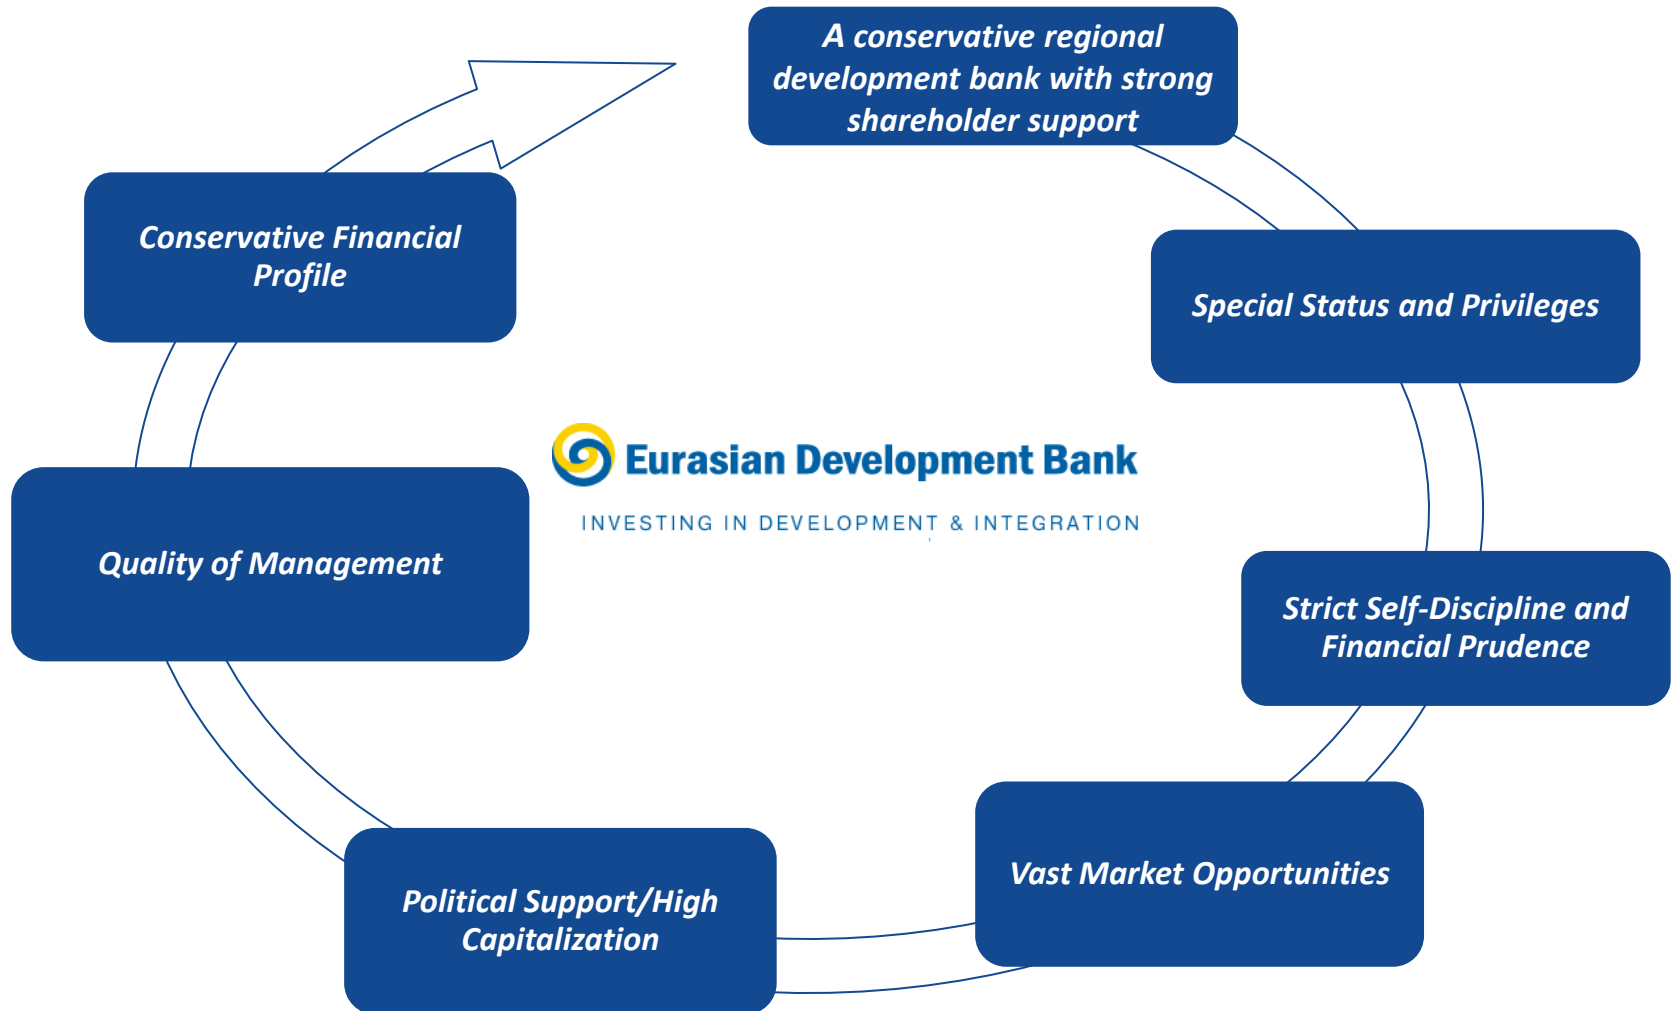 A conservative regional
development bank with strong
shareholder support
Special Status and Privileges
Strict Self-Discipline and
Financial Prudence
Vast Market Opportunities
Political Support/High
Capitalization
Quality of Management
Conservative Financial
Profile
Eurasian Development Bank
INVESTING IN DEVELOPMENT & INTEGRATION